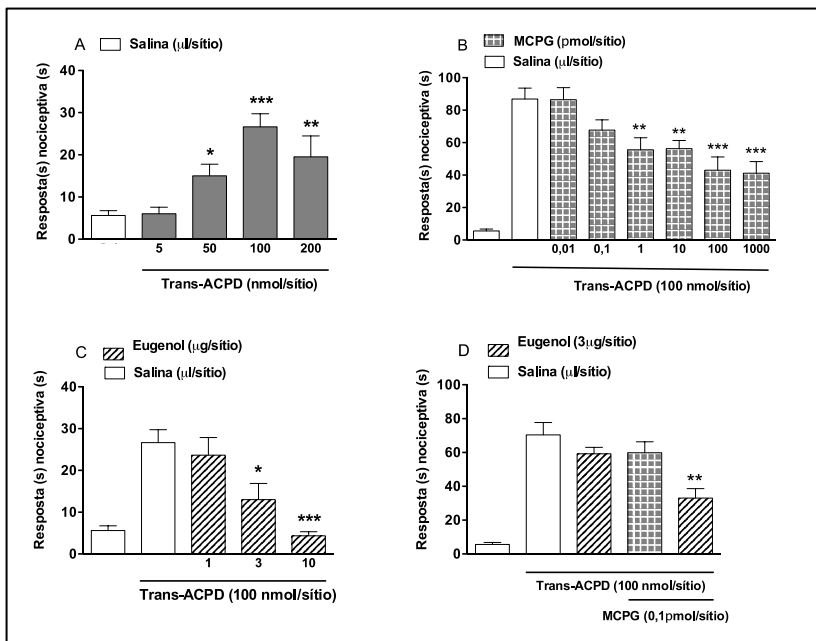 A
Salina (µl/sítio)
Resposta(s) nociceptiva (s)
40
30
20
10
0
*
***
**
5 50 100 200
Trans-ACPD (nmol/sítio)
B
MCPG (pmol/sítio)
Salina (µl/sítio)
Resposta(s) nociceptiva (s)
100
80
60
40
20
0
**
**
***
***
0,01 0,1 1 10 100 1000
Trans-ACPD (100 nmol/sítio)
C
Eugenol (µg/sítio)
Salina (µl/sítio)
Resposta (s) nociceptiva (s)
40
30
20
10
0
*
***
1 3 10
Trans-ACPD (100 nmol/sítio)
D
Eugenol (3µg/sítio)
Salina (µl/sítio)
Resposta (s) nociceptiva (s)
100
80
60
40
20
0
**
Trans-ACPD (100 nmol/sítio)
MCPG (0,1pmol/sítio)